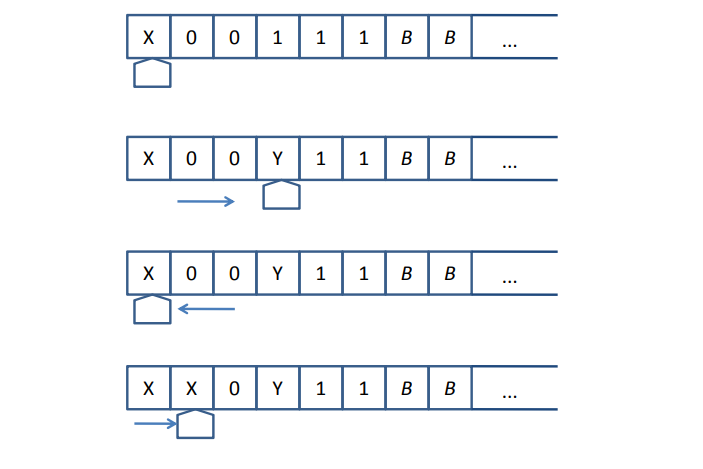 X 0 0 1 1 1 B B ...
X 0 0 Y 1 1 B B ...
X 0 0 Y 1 1 B B ...
X X 0 Y 1 1 B B ...